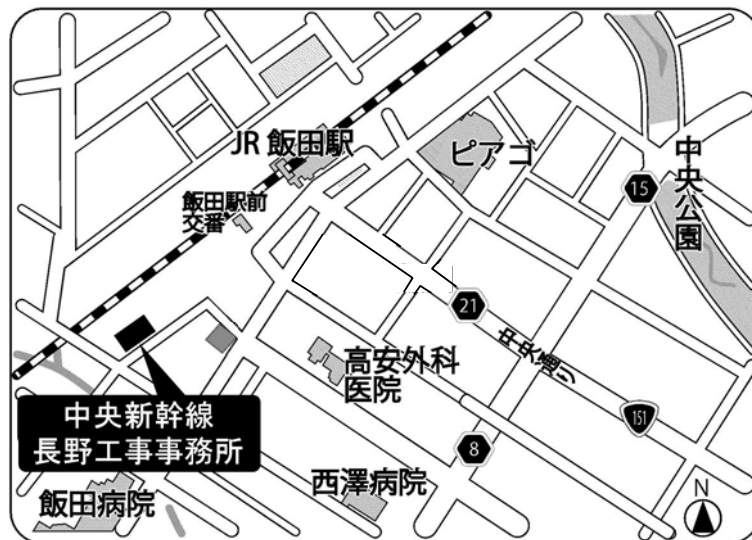 JR 飯田駅
ピアゴ
中央公園
15
飯田駅前
交番
21
中央通り
高安外科
医院
151
中央新幹線
長野工事事務所
8
西澤病院
飯田病院
N